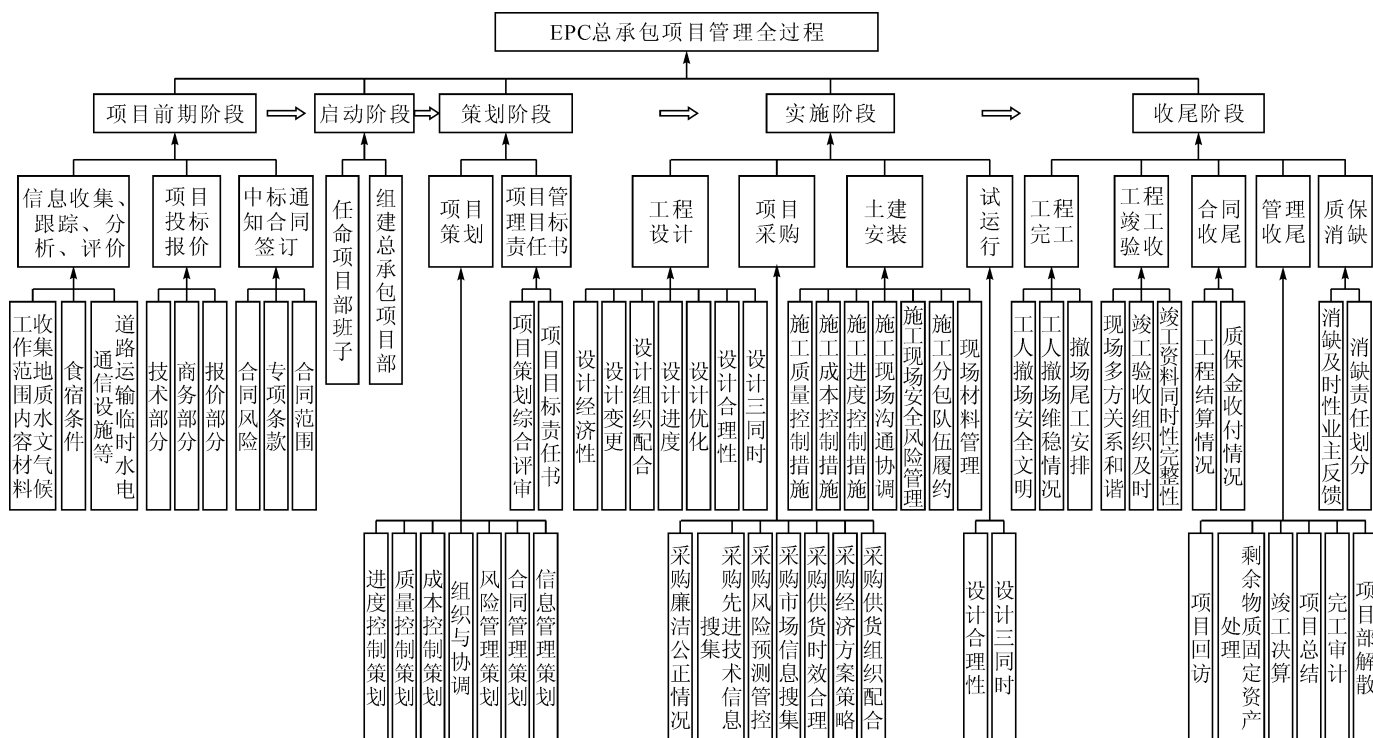 EPC总承包项目管理全过程
项目前期阶段
启动阶段
策划阶段
实施阶段
收尾阶段
信息收集、
跟踪、分
析、评价
项目
投标
报价
中标通
知合同
签订
任命项目部班子
组建总承包项目部
项目
策划
项目管
理目标
责任书
工程
设计
项目
采购
土建
安装
试运行
工程
完工
工程
竣工
验收
合同
收尾
管理
收尾
质保
消缺
收集地质水文气候
工作范围内容材料
食宿条件
道路运输临时水电
通信设施等
技术部分
商务部分
报价部分
合同风险
专项条款
合同范围
项目策划综合评审
项目目标责任书
设计经济性
设计变更
设计组织配合
设计进度
设计优化
设计合理性
设计三同时
施工质量控制措施
施工成本控制措施
施工进度控制措施
施工现场沟通协调
施工现场安全风险管理
施工分包队伍履约
现场材料管理
工人撤场安全文明
工人撤场维稳情况
撤场尾工安排
现场多方关系和谐
竣工验收组织及时
竣工资料同时性完整性
工程结算情况
质保金收付情况
消缺及时性业主反馈
消缺责任划分
进度控制策划
质量控制策划
成本控制策划
组织与协调
风险管理策划
合同管理策划
信息管理策划
采购廉洁公正情况
采购先进技术信息
搜集
采购风险预测管控
采购市场信息搜集
采购供货时效合理
采购经济方案策略
采购供货组织配合
设计合理性
设计三同时
项目回访
剩余物质固定资产
处理
竣工决算
项目总结
完工审计
项目部解散